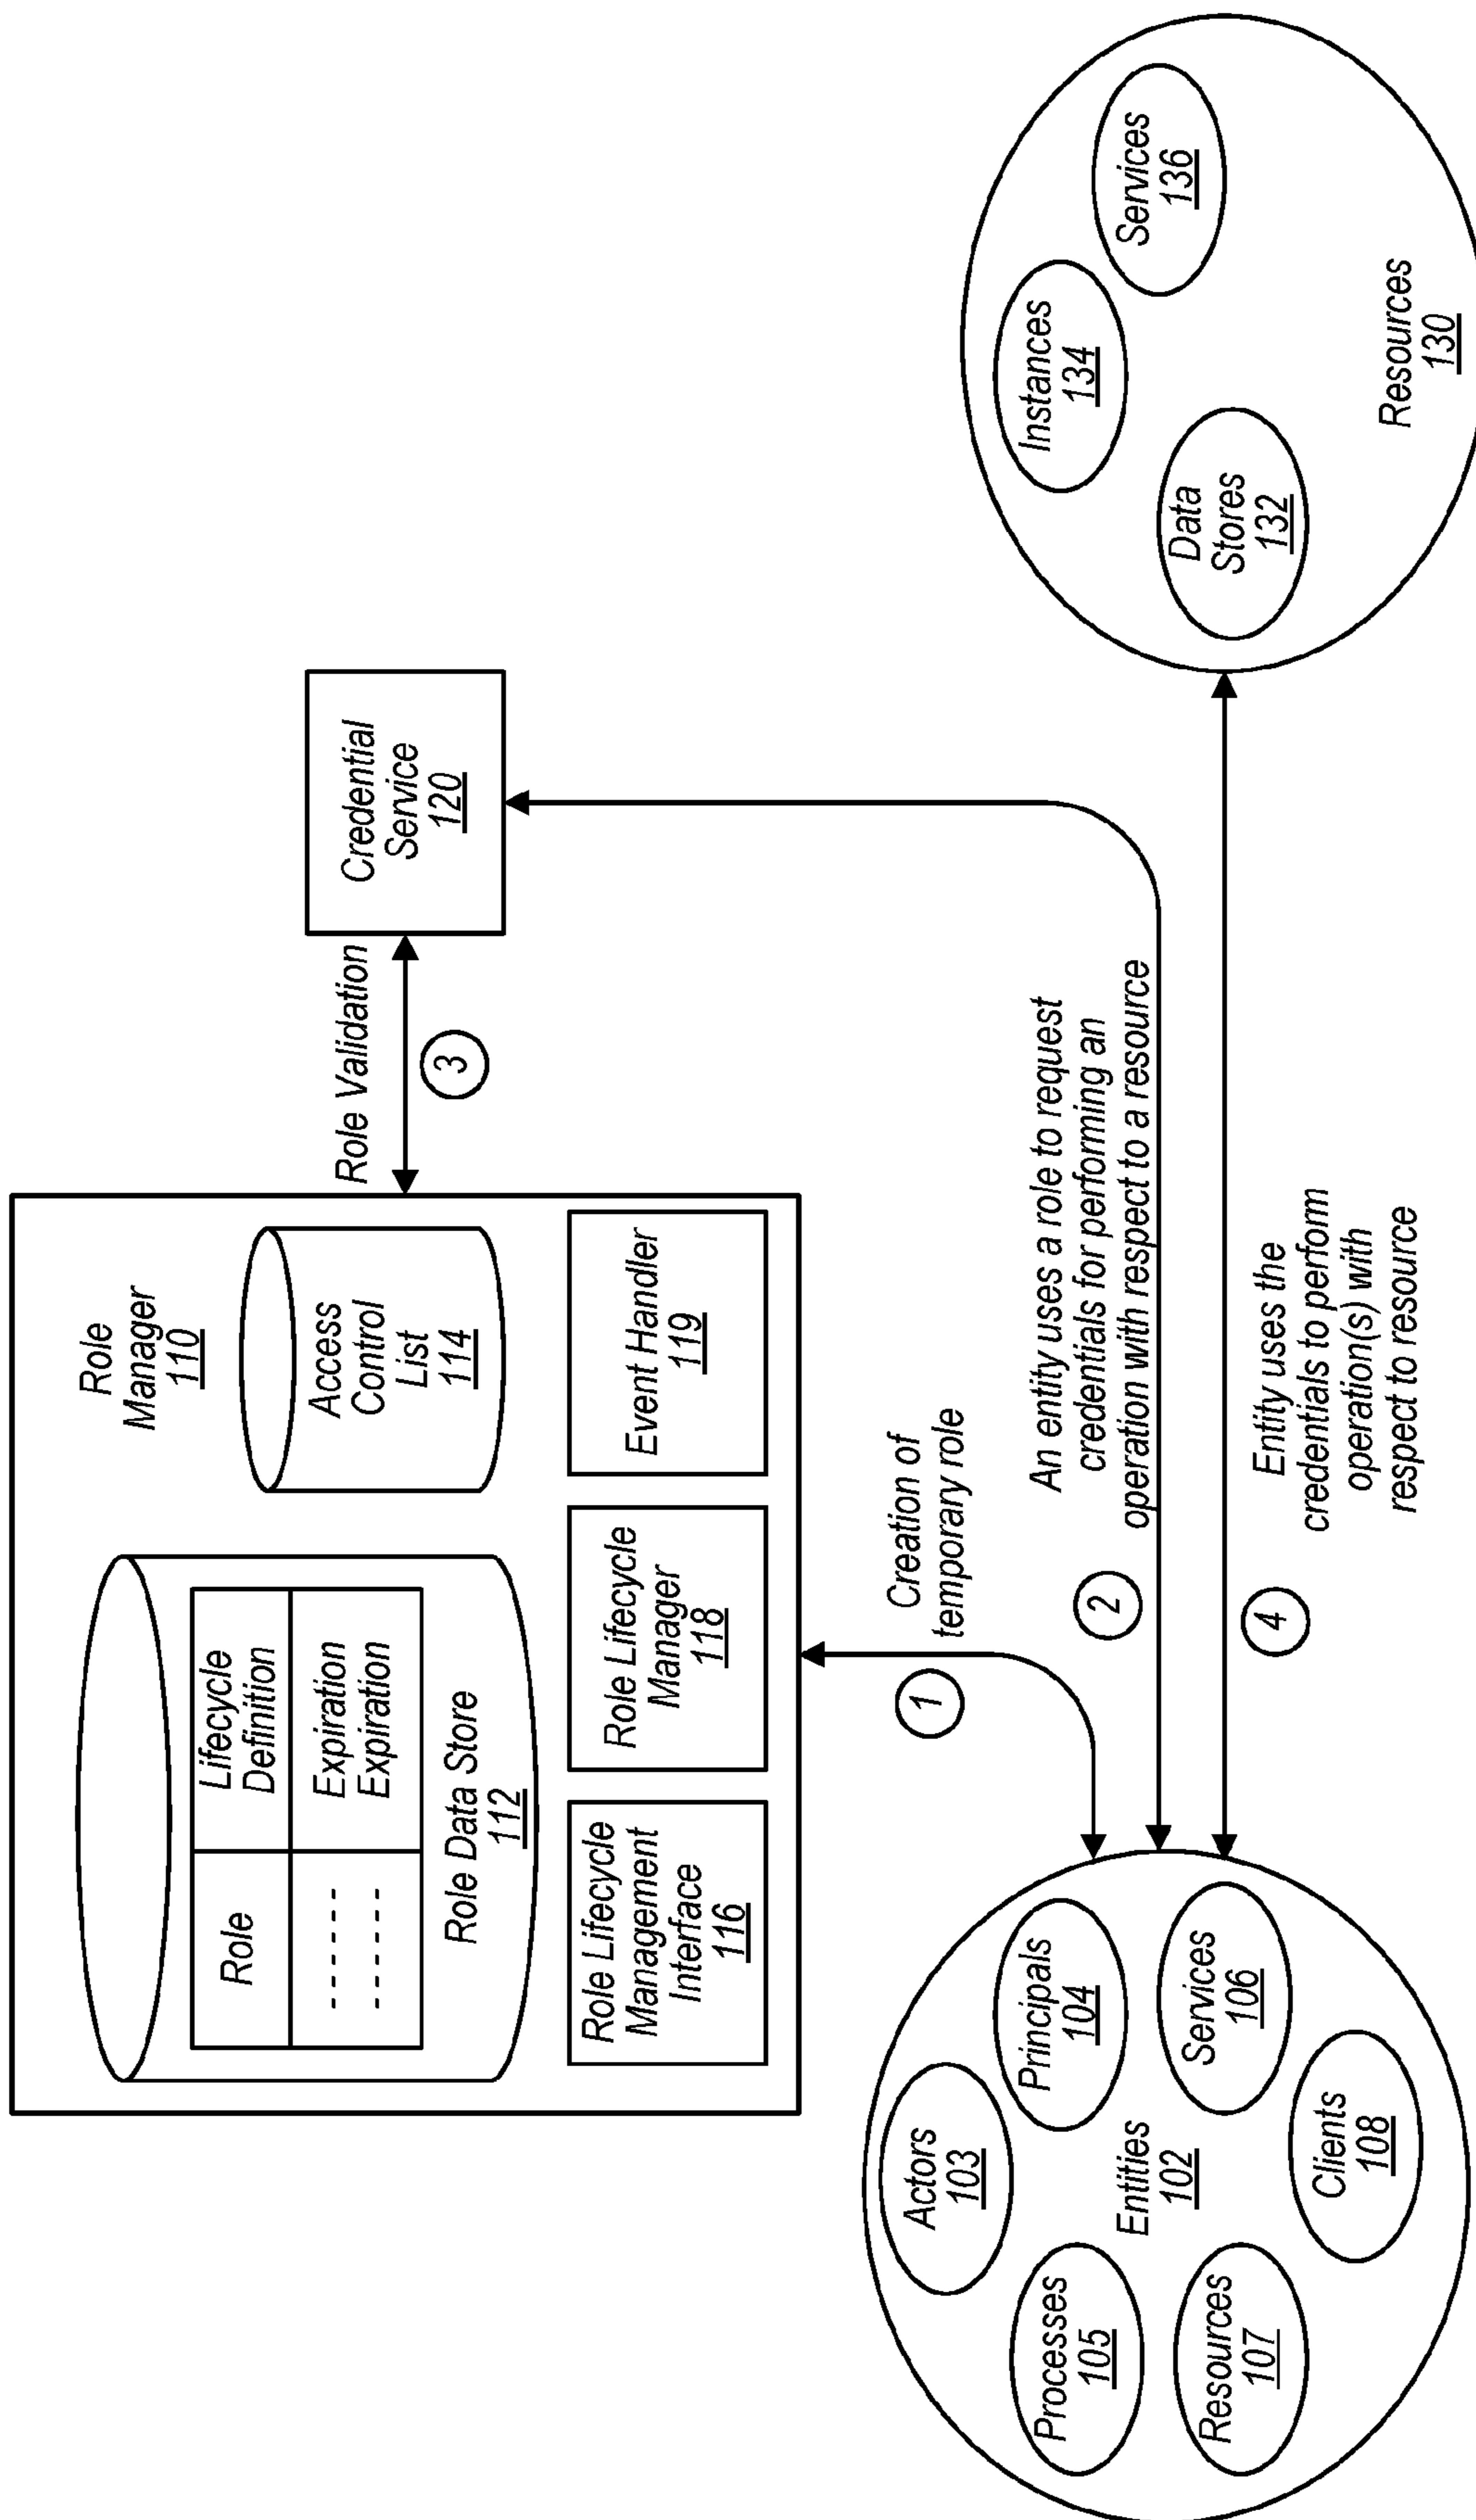 Role
Manager
110
Role
Lifecycle
Definition
- - - - - -
Expiration
- - - - - -
Expiration
Role Data Store
112
Access
Control
List
114
Role Lifecycle
Management
Interface
116
Role Lifecycle
Manager
118
Event Handler
119
Role Validation
3
Credential
Service
120
1
Creation of
temporary role
2
An entity uses a role to request
credentials for performing an
operation with respect to a resource
4
Entity uses the
credentials to perform
operation(s) with
respect to resource
Actors
103
Principals
104
Processes
105
Entities
102
Services
106
Resources
107
Clients
108
Instances
134
Services
136
Data
Stores
132
Resources
130